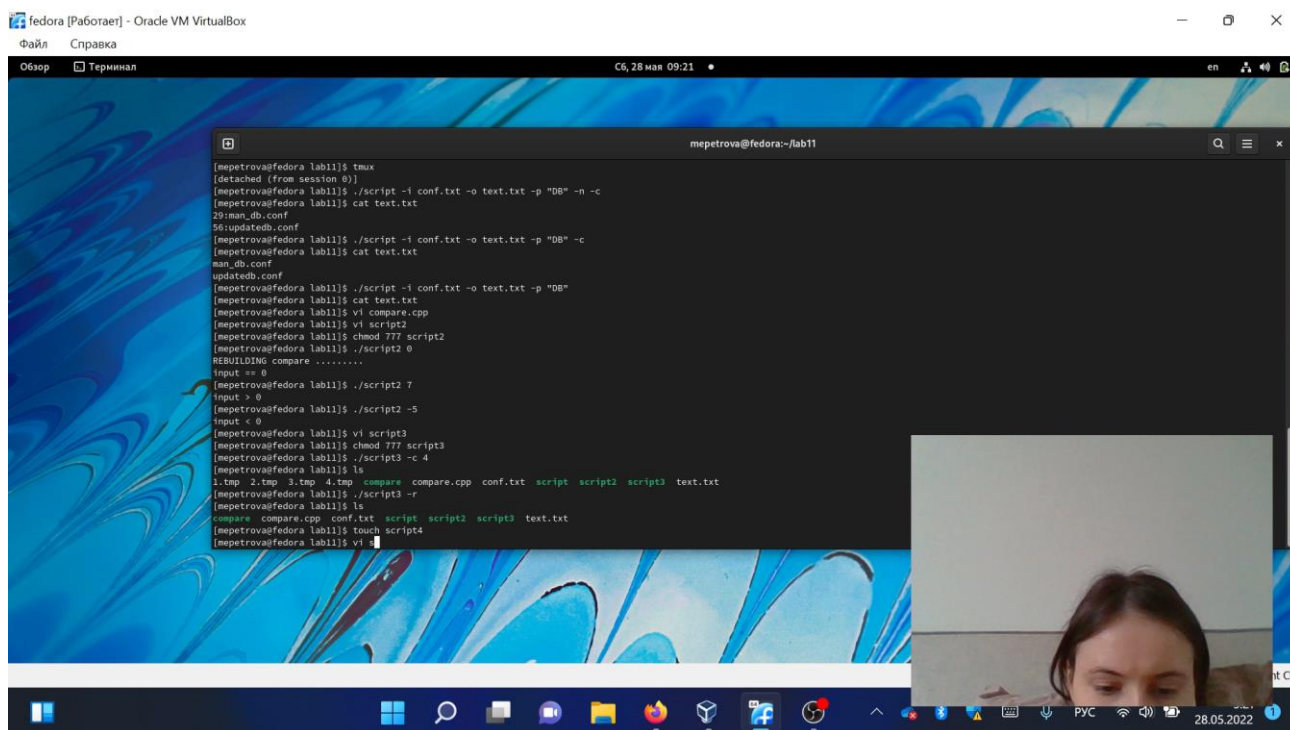 fedora [Работает] - Oracle VM VirtualBox
Файл Справка
Обзор Терминал Сб, 28 мая 09:21 en
mepetrova@fedora:~/lab11
[mepetrova@fedora lab11]$ tmux
[detached (from session 0)]
[mepetrova@fedora lab11]$ ./script -i conf.txt -o text.txt -p "DB" -n -c
[mepetrova@fedora lab11]$ cat text.txt
29:man_db.conf
56:updatedb.conf
[mepetrova@fedora lab11]$ ./script -i conf.txt -o text.txt -p "DB" -c
[mepetrova@fedora lab11]$ cat text.txt
man_db.conf
updatedb.conf
[mepetrova@fedora lab11]$ ./script -i conf.txt -o text.txt -p "DB"
[mepetrova@fedora lab11]$ cat text.txt
[mepetrova@fedora lab11]$ vi compare.cpp
[mepetrova@fedora lab11]$ vi script2
[mepetrova@fedora lab11]$ chmod 777 script2
[mepetrova@fedora lab11]$ ./script2 0
REBUILDING compare .........
input == 0
[mepetrova@fedora lab11]$ ./script2 7
input > 0
[mepetrova@fedora lab11]$ ./script2 -5
input < 0
[mepetrova@fedora lab11]$ vi script3
[mepetrova@fedora lab11]$ chmod 777 script3
[mepetrova@fedora lab11]$ ./script3 -c 4
[mepetrova@fedora lab11]$ ls
1.tmp 2.tmp 3.tmp 4.tmp compare compare.cpp conf.txt script script2 script3 text.txt
[mepetrova@fedora lab11]$ ./script3 -r
[mepetrova@fedora lab11]$ ls
compare compare.cpp conf.txt script script2 script3 text.txt
[mepetrova@fedora lab11]$ touch script4
[mepetrova@fedora lab11]$ vi s
РУС
28.05.2022 1